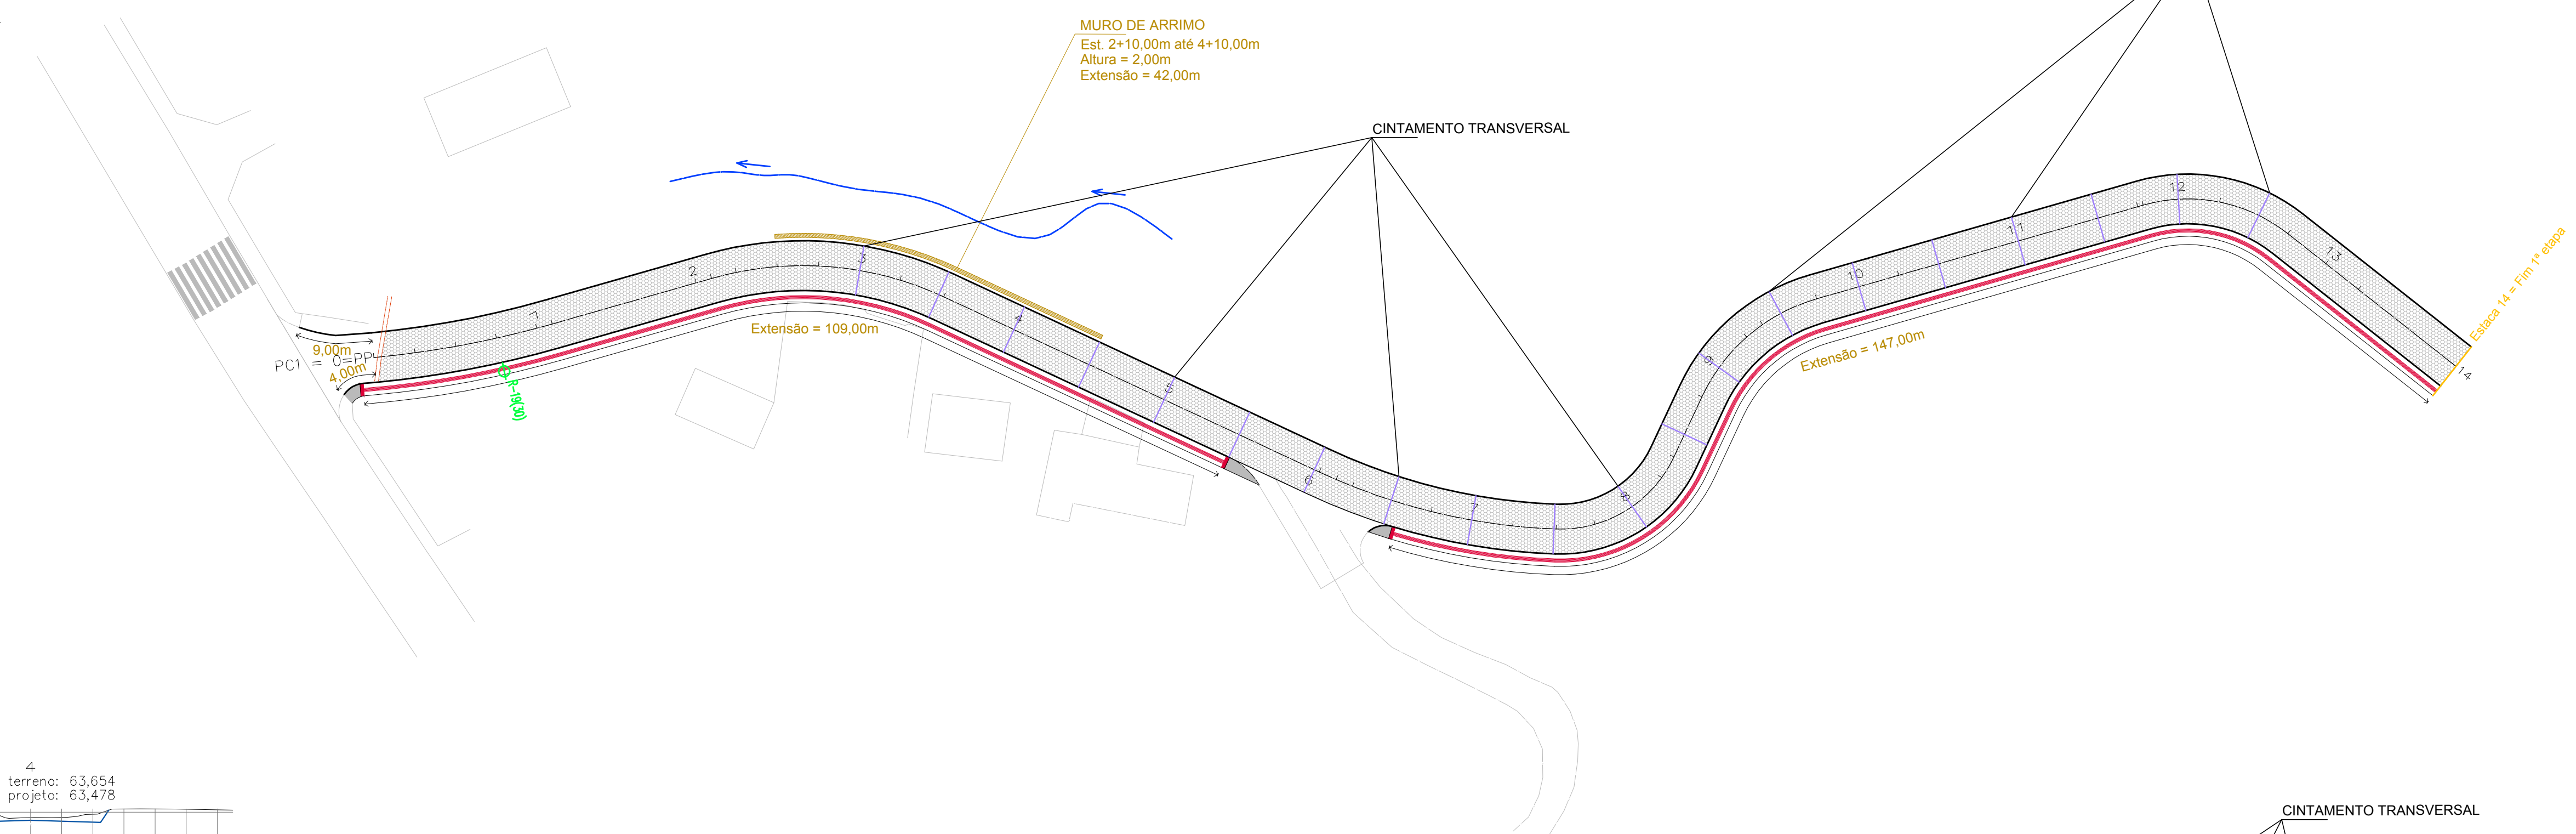 MURO DE ARRIMO
Est. 2+10,00m até 4+10,00m
Altura = 2,00m
Extensão = 42,00m
CINTAMENTO TRANSVERSAL
12
11
13
10
Estaca 14 = Fim 1ª etapa
14
2
3
1
4
Extensão = 109,00m
9,00m
PC1 = 0=PP
4,00m
R-19(30)
5
9
Extensão = 147,00m
6
7
8
4
terreno: 63,654
projeto: 63,478
CINTAMENTO TRANSVERSAL